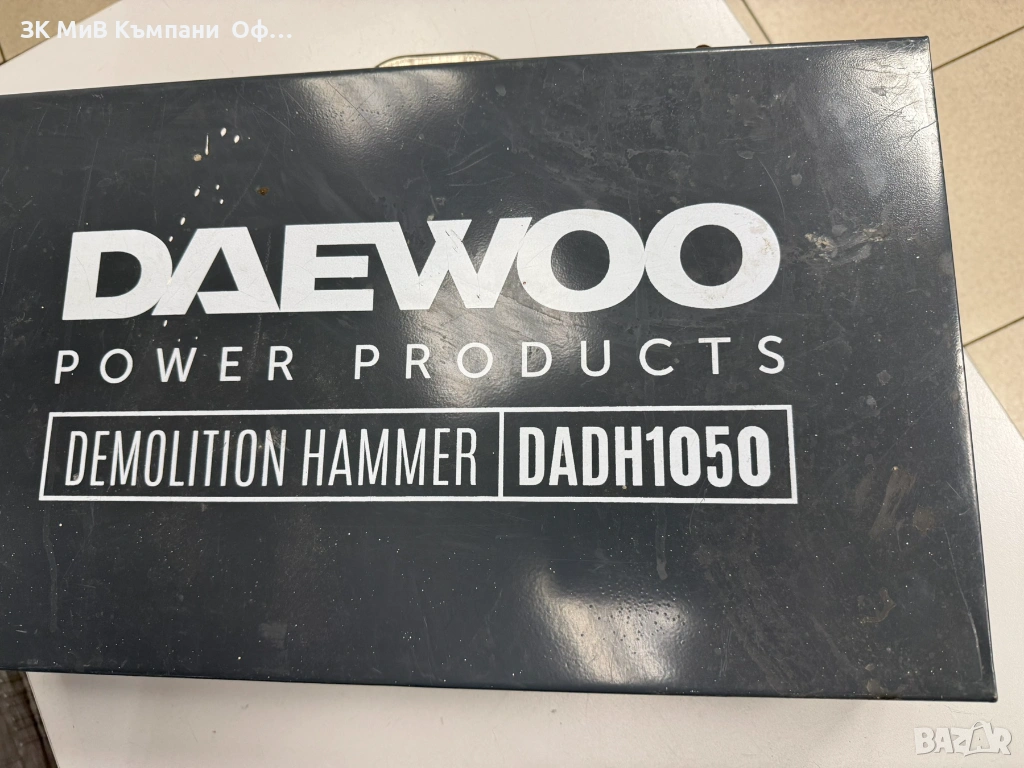 ЗК МиВ Къмпани Оф...
DAEWOO
POWER PRODUCTS
DEMOLITION HAMMER DADH1050
BAZAR